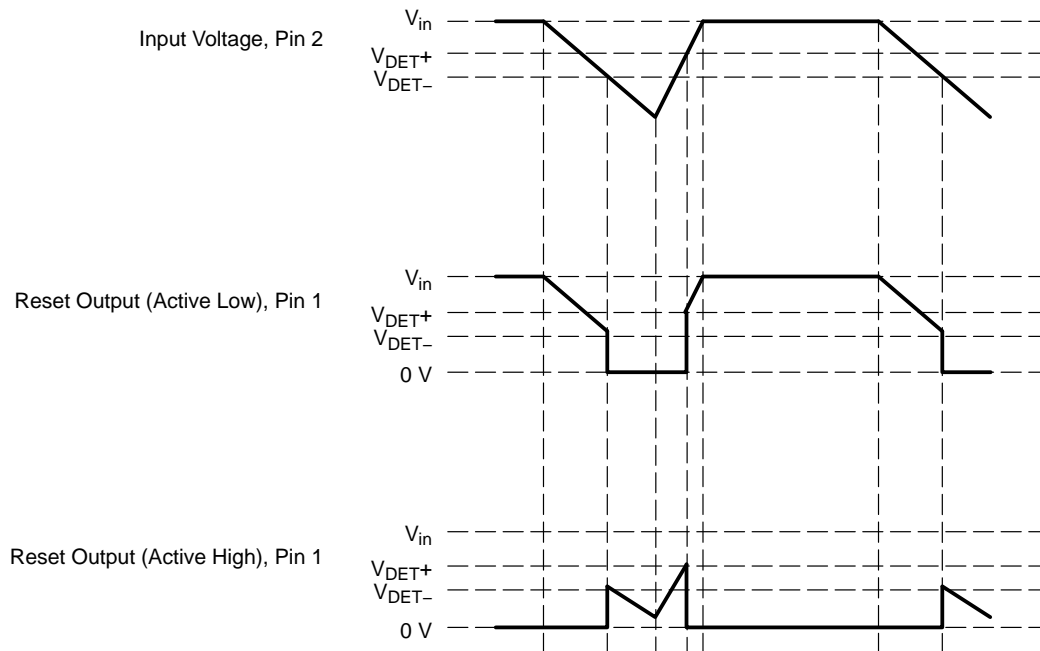 Input Voltage, Pin 2
V_in
V_DET+
V_DET−
Reset Output (Active Low), Pin 1
V_in
V_DET+
V_DET−
0 V
Reset Output (Active High), Pin 1
V_in
V_DET+
V_DET−
0 V